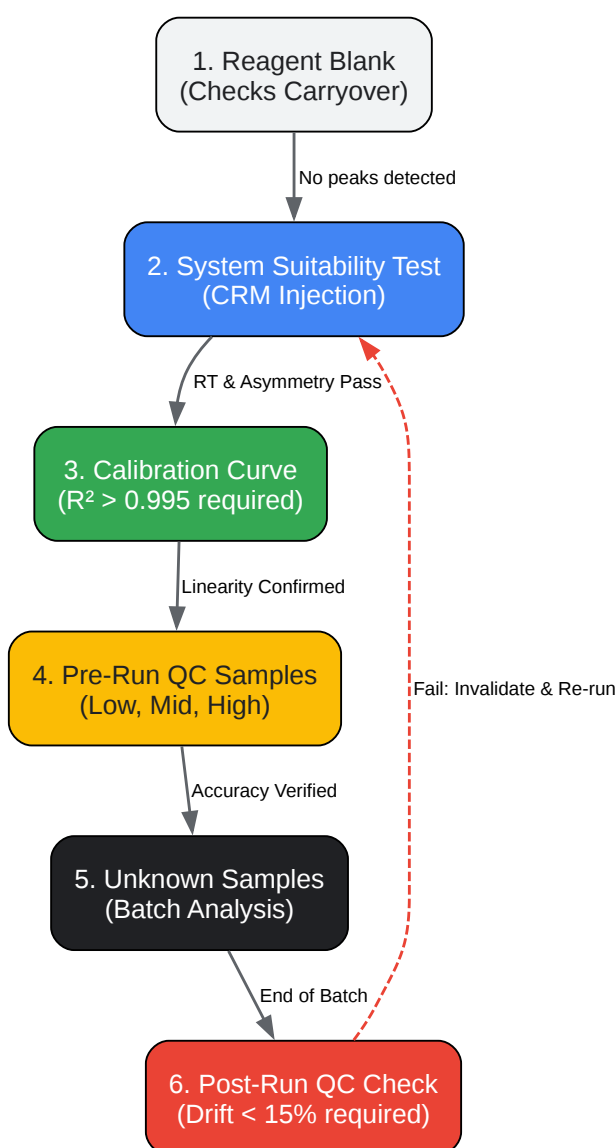 1. Reagent Blank
(Checks Carryover)
No peaks detected
2. System Suitability Test
(CRM Injection)
RT & Asymmetry Pass
3. Calibration Curve
(R² > 0.995 required)
Linearity Confirmed
4. Pre-Run QC Samples
(Low, Mid, High)
Fail: Invalidate & Re-run
Accuracy Verified
5. Unknown Samples
(Batch Analysis)
End of Batch
6. Post-Run QC Check
(Drift < 15% required)